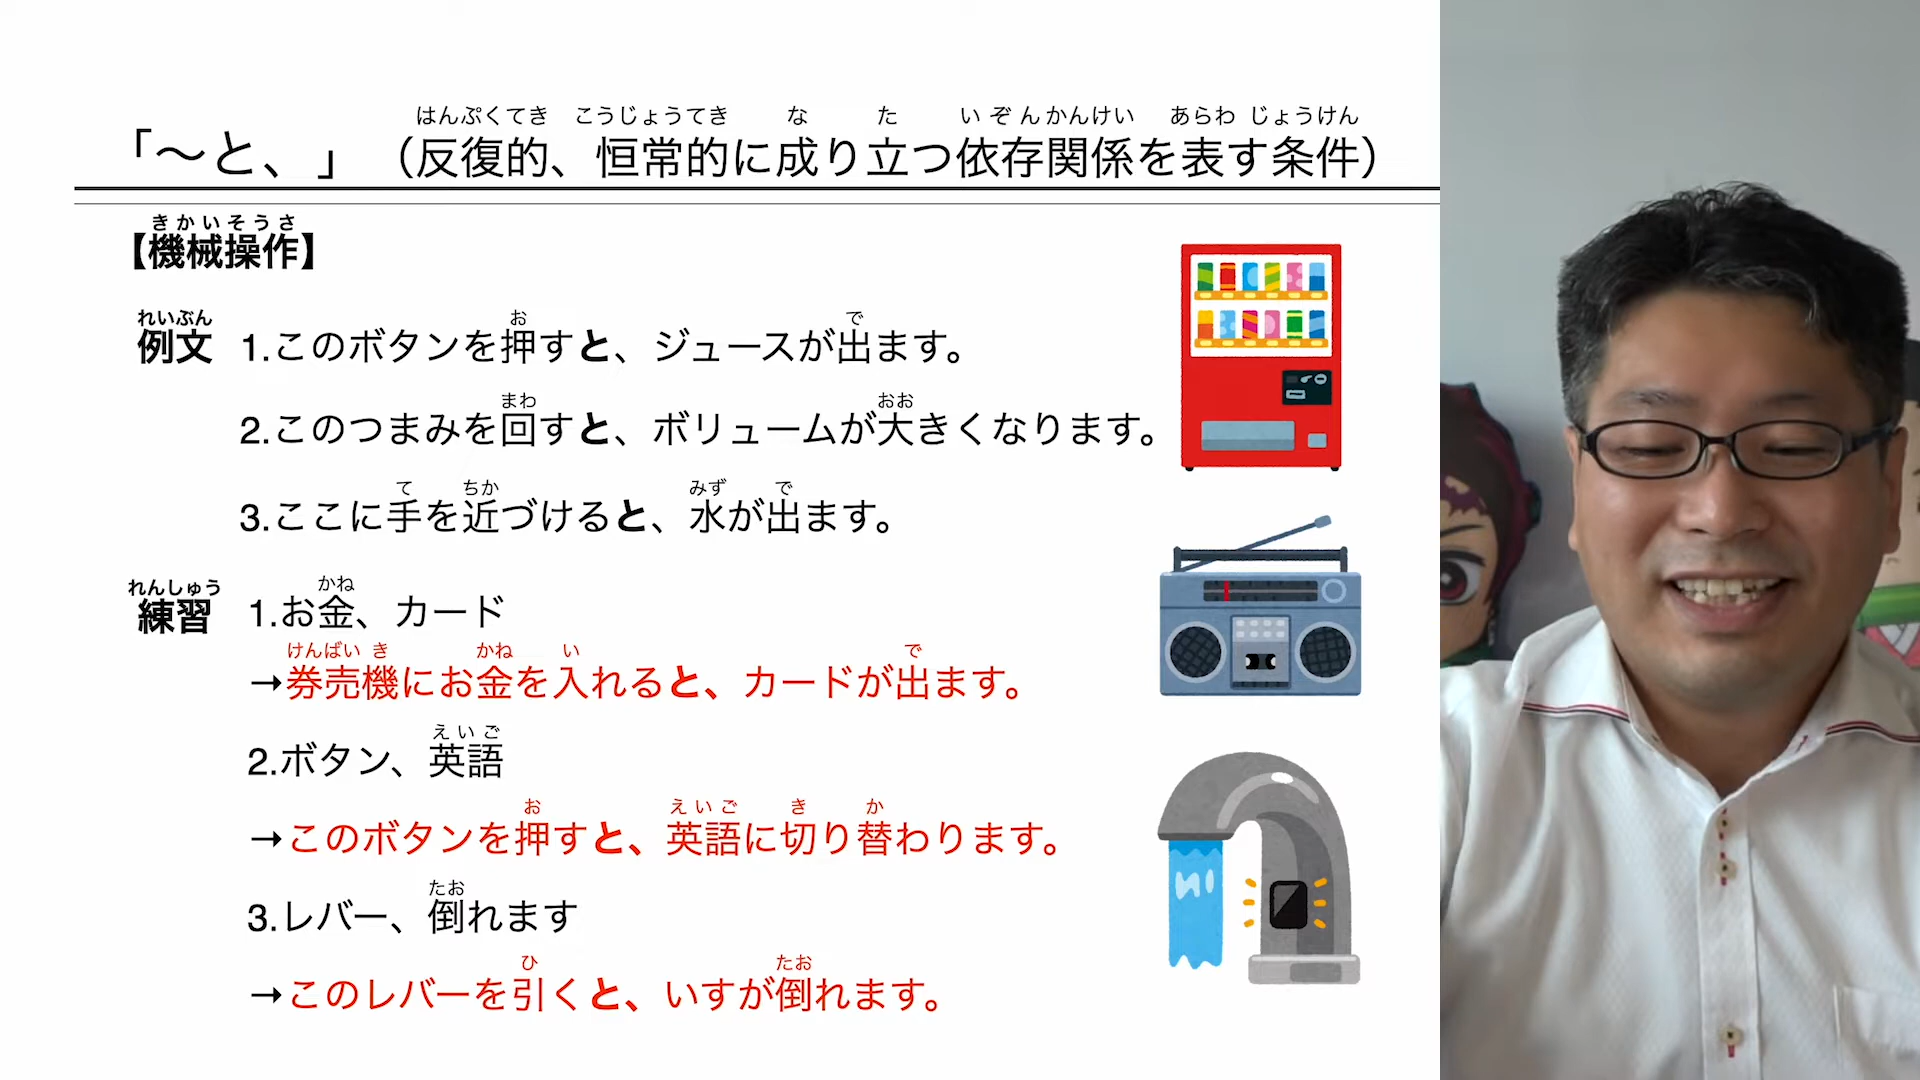 はんぷくてき こうじょうてき な た いぞんかんけい あらわ じょうけん
「〜と、」（反復的、恒常的に成り立つ依存関係を表す条件）
きかいそうさ
【機械操作】
れいぶん お で
例文 1.このボタンを押すと、ジュースが出ます。
まわ おお
2.このつまみを回すと、ボリュームが大きくなります。
て ちか みず で
3.ここに手を近づけると、水が出ます。
れんしゅう かね
練習 1.お金、カード
けんばいき かね い で
→券売機にお金を入れると、カードが出ます。
えいご
2.ボタン、英語
お えいご き か
→このボタンを押すと、英語に切り替わります。
たお
3.レバー、倒れます
ひ たお
→このレバーを引くと、いすが倒れます。